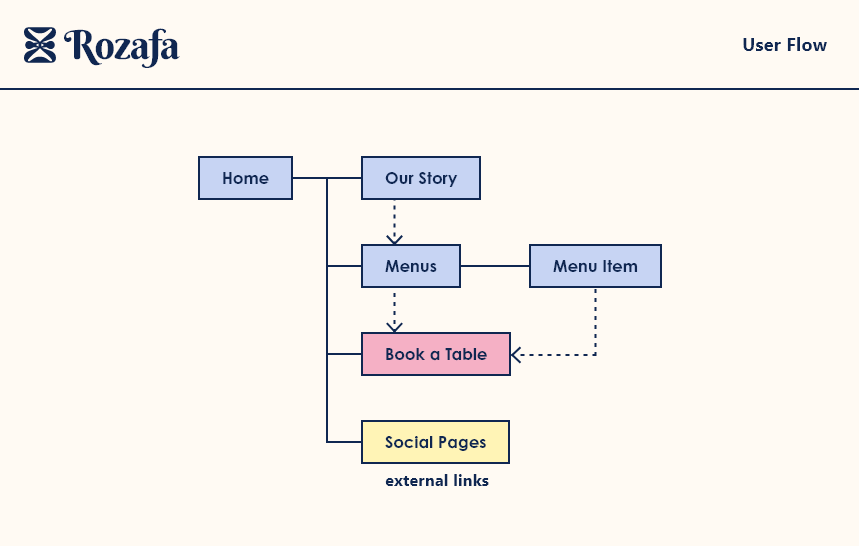 Rozafa
User Flow
Home
Our Story
Menus
Menu Item
Book a Table
Social Pages
external links